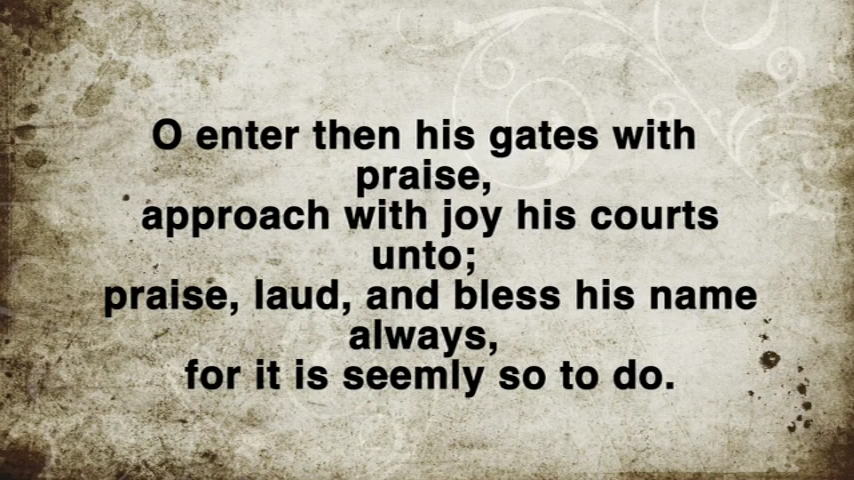 O enter then his gates with
praise,
approach with joy his courts
unto;
praise, laud, and bless his name
always,
for it is seemly so to do.